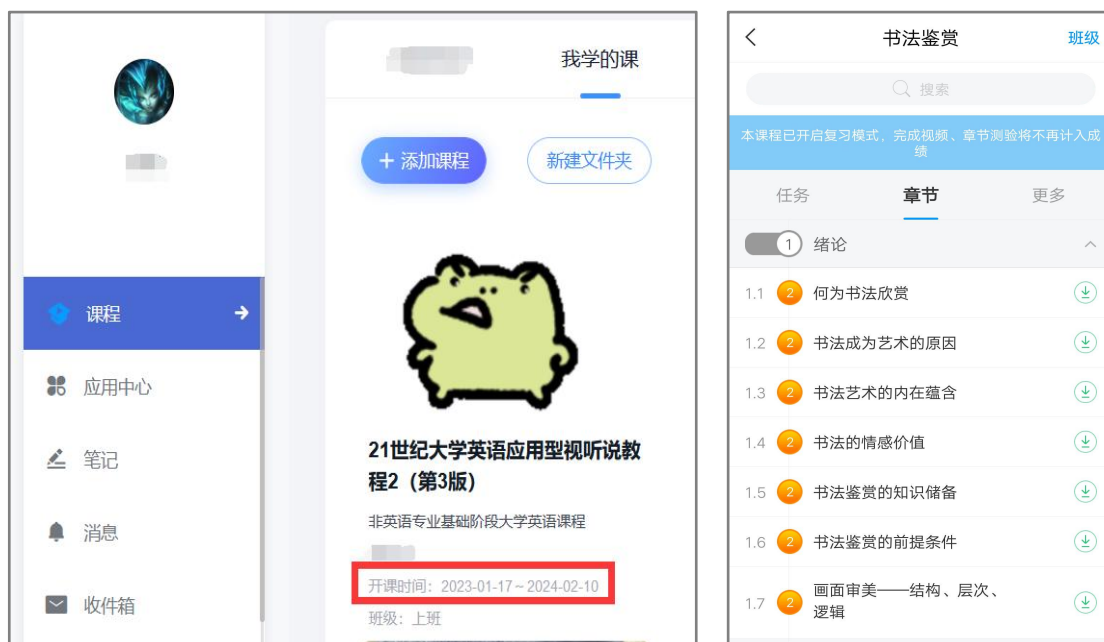 课程
应用中心
笔记
消息
收件箱
我学的课
+ 添加课程
新建文件夹
21世纪大学英语应用型视听说教
程2（第3版）
非英语专业基础阶段大学英语课程
开课时间：2023-01-17～2024-02-10
班级：上班
书法鉴赏
班级
搜索
本课程已开启复习模式，完成视频、章节测验将不再计入成
绩
任务
章节
更多
1 绪论
1.1 2 何为书法欣赏
1.2 2 书法成为艺术的原因
1.3 2 书法艺术的内在蕴含
1.4 2 书法的情感价值
1.5 2 书法鉴赏的知识储备
1.6 2 书法鉴赏的前提条件
1.7 2 画面审美——结构、层次、
逻辑